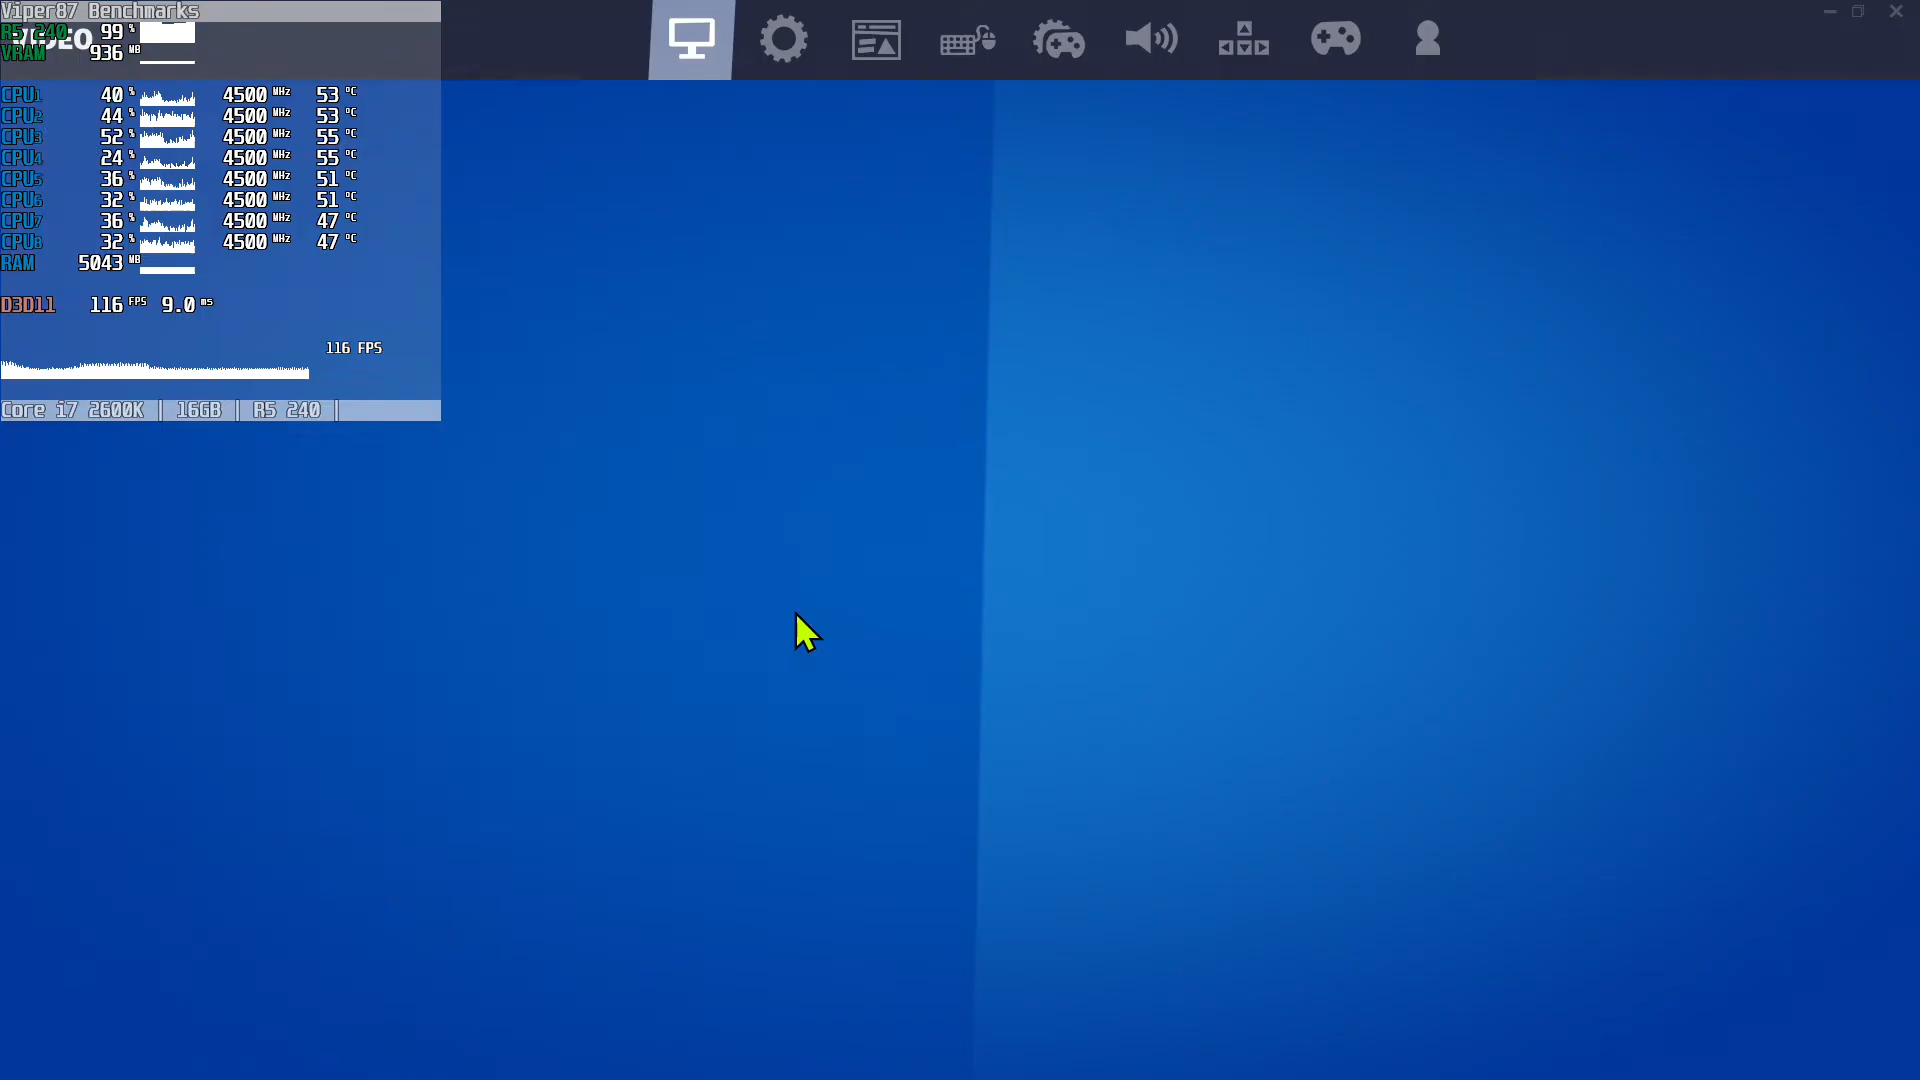 Viper87 Benchmarks
VIDEO
R5 240 99 %
VRAM 936 MB
CPU1 40 % 4500 MHz 53 °C
CPU2 44 % 4500 MHz 53 °C
CPU3 52 % 4500 MHz 55 °C
CPU4 24 % 4500 MHz 55 °C
CPU5 36 % 4500 MHz 51 °C
CPU6 32 % 4500 MHz 51 °C
CPU7 36 % 4500 MHz 47 °C
CPU8 32 % 4500 MHz 47 °C
RAM 5043 MB
D3D11 116 FPS 9.0 ms
116 FPS
Core i7 2600K | 16GB | R5 240 |